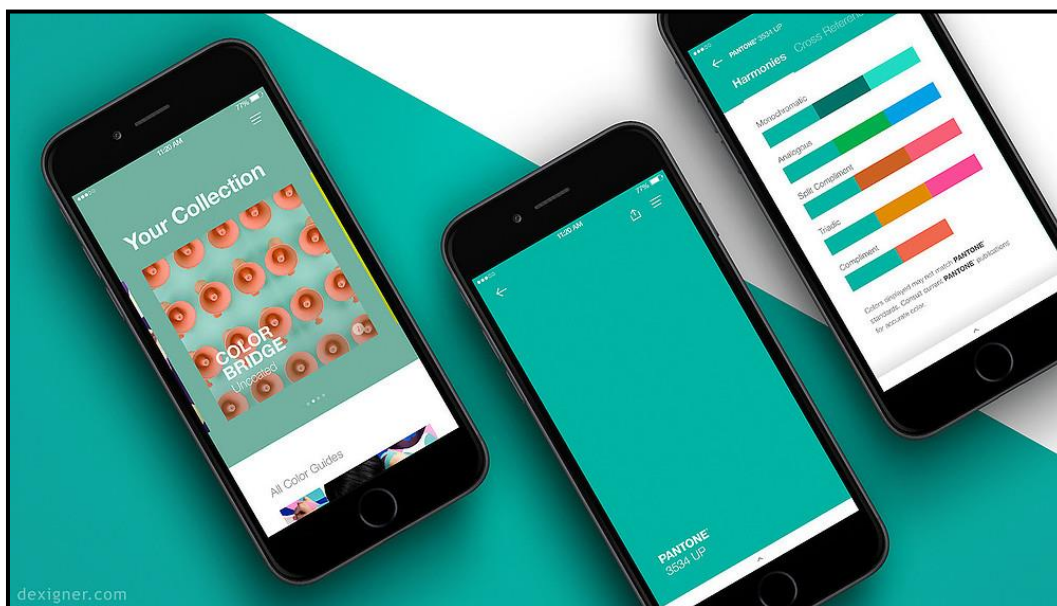 77%
11:20 AM
Your Collection
COLOR
BRIDGE
Uncoated
All Color Guides
77%
11:20 AM
PANTONE®
3534 UP
PANTONE® 3534 UP
Harmonies Cross Referenc
Monochromatic
Analogous
Split Compliment
Triadic
Compliment
Colors displayed may not match PANTONE®
standards. Consult current PANTONE® publications
for accurate color.
dexigner.com